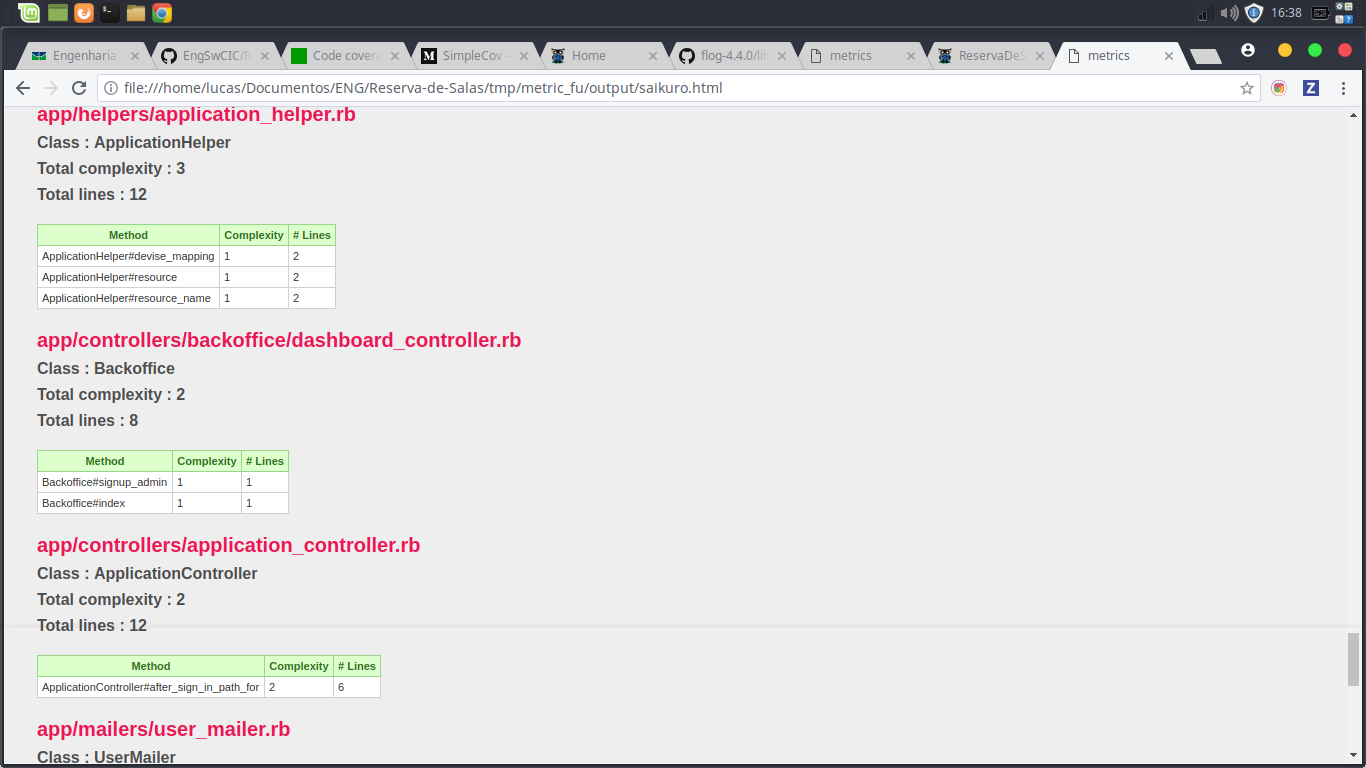 16:38
Engenharia
EngSwCIC/R
Code covera
SimpleCov –
Home
flog-4.4.0/lib
metrics
ReservaDeS
metrics
file:///home/lucas/Documentos/ENG/Reserva-de-Salas/tmp/metric_fu/output/saikuro.html
Z
app/helpers/application_helper.rb
Class : ApplicationHelper
Total complexity : 3
Total lines : 12
Method Complexity # Lines
ApplicationHelper#devise_mapping 1 2
ApplicationHelper#resource 1 2
ApplicationHelper#resource_name 1 2
app/controllers/backoffice/dashboard_controller.rb
Class : Backoffice
Total complexity : 2
Total lines : 8
Method Complexity # Lines
Backoffice#signup_admin 1 1
Backoffice#index 1 1
app/controllers/application_controller.rb
Class : ApplicationController
Total complexity : 2
Total lines : 12
Method Complexity # Lines
ApplicationController#after_sign_in_path_for 2 6
app/mailers/user_mailer.rb
Class : UserMailer